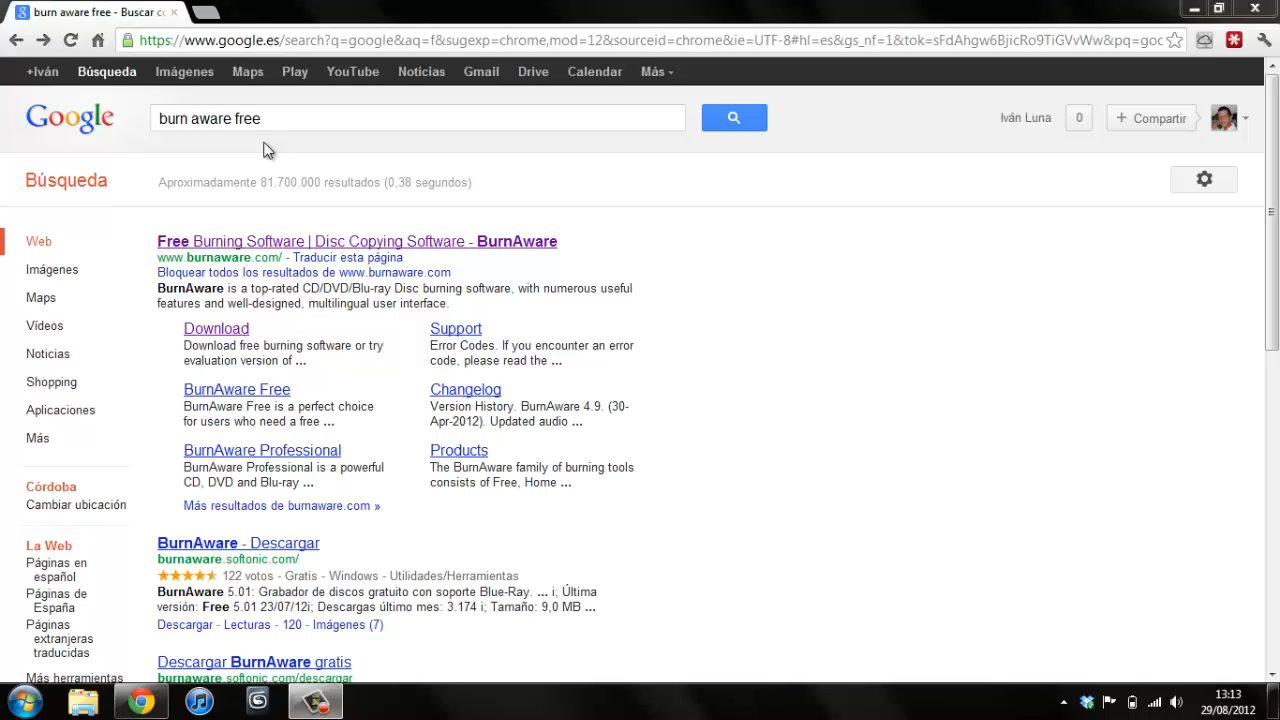 burn aware free - Buscar co
https://www.google.es/search?q=google&aq=f&sugexp=chrome,mod=12&sourceid=chrome&ie=UTF-8#hl=es&gs_nf=1&tok=sFdAhgw6BjicRo9TiGVvWw&pq=goc
+Iván Búsqueda Imágenes Maps Play YouTube Noticias Gmail Drive Calendar Más
Google burn aware free Iván Luna 0 + Compartir
Búsqueda Aproximadamente 81.700.000 resultados (0,38 segundos)
Web
Imágenes
Maps
Vídeos
Noticias
Shopping
Aplicaciones
Más
Córdoba
Cambiar ubicación
La Web
Páginas en
español
Páginas de
España
Páginas
extranjeras
traducidas
Más herramientas
Free Burning Software | Disc Copying Software - BurnAware
www.burnaware.com/ - Traducir esta página
Bloquear todos los resultados de www.burnaware.com
BurnAware is a top-rated CD/DVD/Blu-ray Disc burning software, with numerous useful
features and well-designed, multilingual user interface.
Download
Download free burning software or try
evaluation version of ...
Support
Error Codes. If you encounter an error
code, please read the ...
BurnAware Free
BurnAware Free is a perfect choice
for users who need a free ...
Changelog
Version History. BurnAware 4.9. (30-
Apr-2012). Updated audio ...
BurnAware Professional
BurnAware Professional is a powerful
CD, DVD and Blu-ray ...
Products
The BurnAware family of burning tools
consists of Free, Home ...
Más resultados de burnaware.com »
BurnAware - Descargar
burnaware.softonic.com/
122 votos - Gratis - Windows - Utilidades/Herramientas
BurnAware 5.01: Grabador de discos gratuito con soporte Blue-Ray. ... i; Última
versión: Free 5.01 23/07/12i; Descargas último mes: 3.174 i; Tamaño: 9,0 MB ...
Descargar - Lecturas - 120 - Imágenes (7)
Descargar BurnAware gratis
burnaware.softonic.com/descargar
13:13
29/08/2012